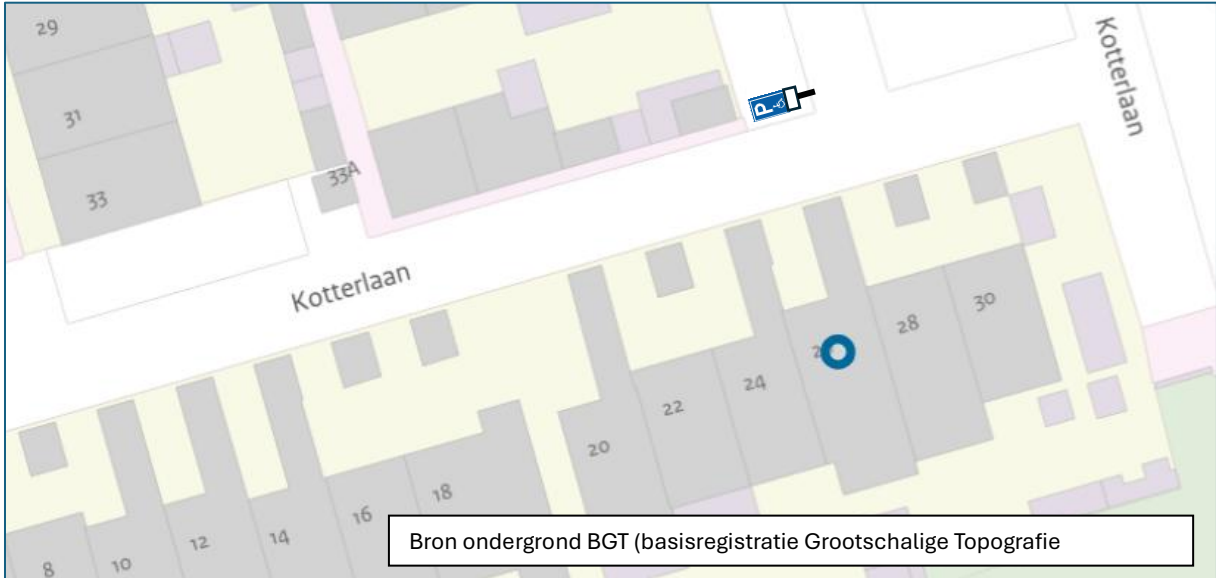 29
Kotterlaan
P
31
33A
33
Kotterlaan
30
28
24
22
20
18
16
14
12
10
8
Bron ondergrond BGT (basisregistratie Grootschalige Topografie